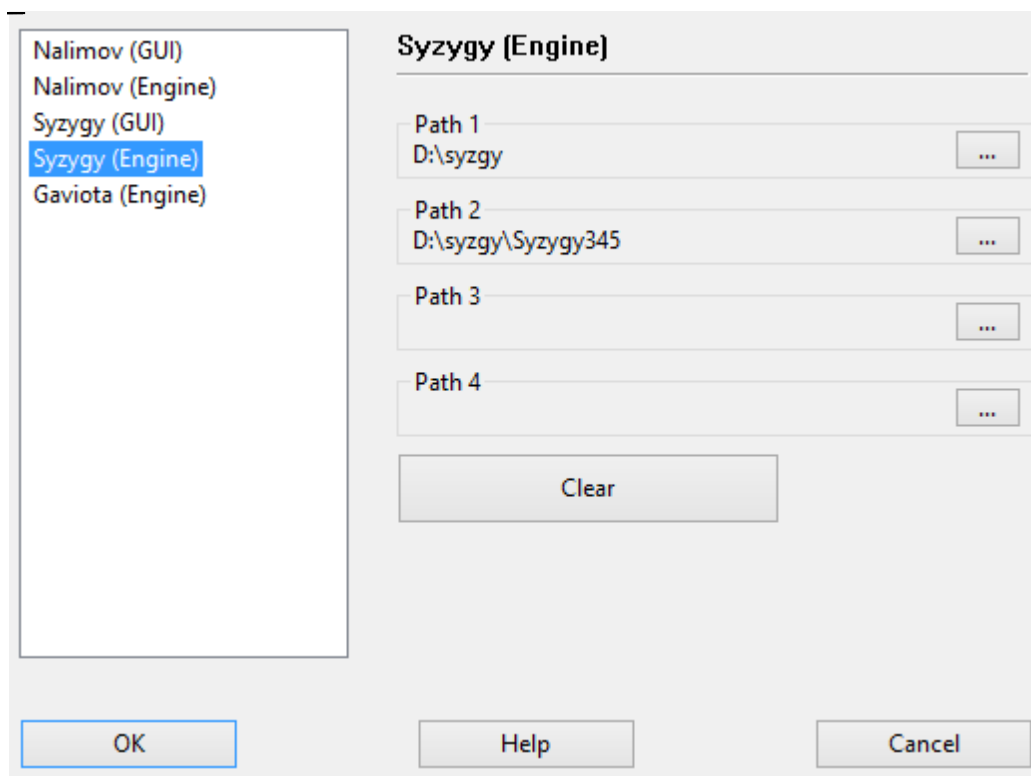 Nalimov (GUI)
Nalimov (Engine)
Syzygy (GUI)
Syzygy (Engine)
Gaviota (Engine)
Syzygy (Engine)
Path 1
D:\syzgy
...
Path 2
D:\syzgy\Syzygy345
...
Path 3
...
Path 4
...
Clear
OK
Help
Cancel